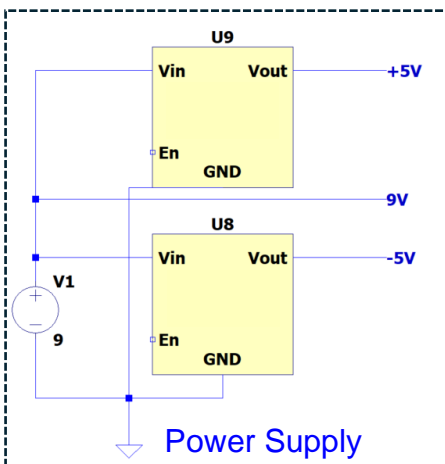 U9
Vin Vout
+5V
En
GND
9V
U8
Vin Vout
-5V
V1
9
En
GND
Power Supply